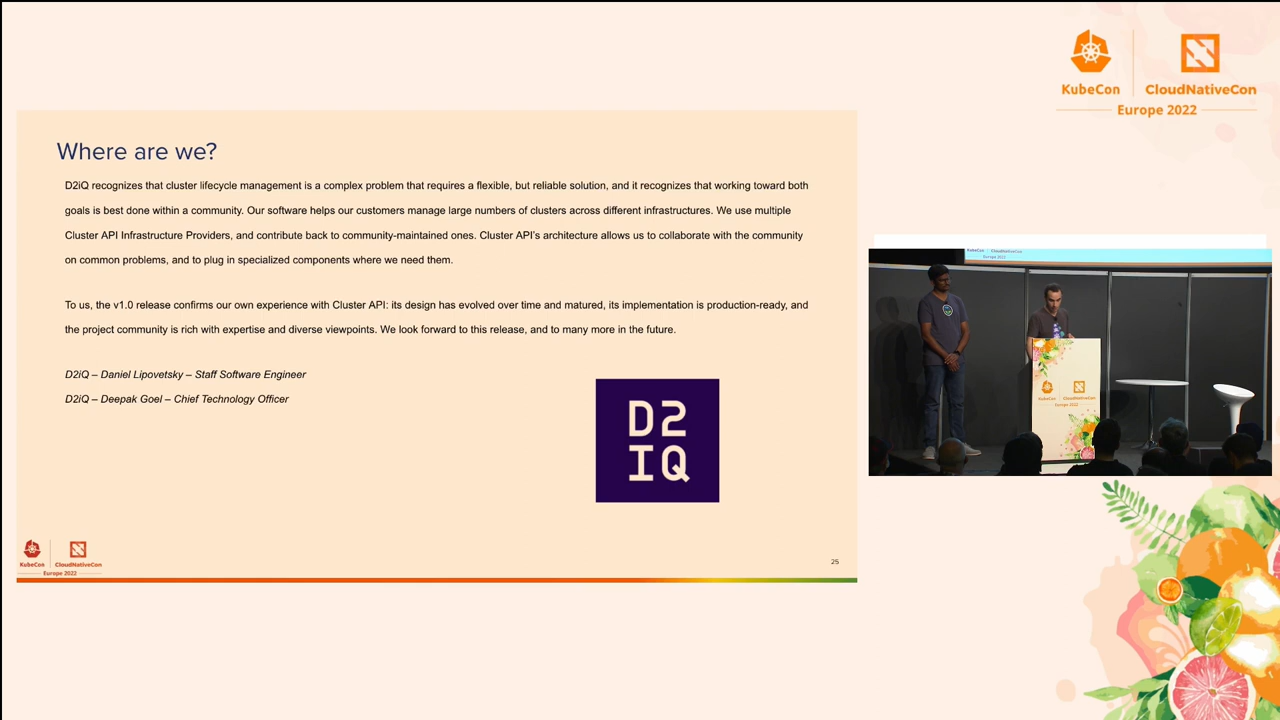 KubeCon
CloudNativeCon
Europe 2022
Where are we?
D2iQ recognizes that cluster lifecycle management is a complex problem that requires a flexible, but reliable solution, and it recognizes that working toward both
goals is best done within a community. Our software helps our customers manage large numbers of clusters across different infrastructures. We use multiple
Cluster API Infrastructure Providers, and contribute back to community-maintained ones. Cluster API's architecture allows us to collaborate with the community
on common problems, and to plug in specialized components where we need them.
To us, the v1.0 release confirms our own experience with Cluster API: its design has evolved over time and matured, its implementation is production-ready, and
the project community is rich with expertise and diverse viewpoints. We look forward to this release, and to many more in the future.
D2iQ – Daniel Lipovetsky – Staff Software Engineer
D2iQ – Deepak Goel – Chief Technology Officer
D2
IQ
KubeCon
CloudNativeCon
Europe 2022
25
KubeCon
CloudNativeCon
Europe 2022
KubeCon
CloudNativeCon
Europe 2022